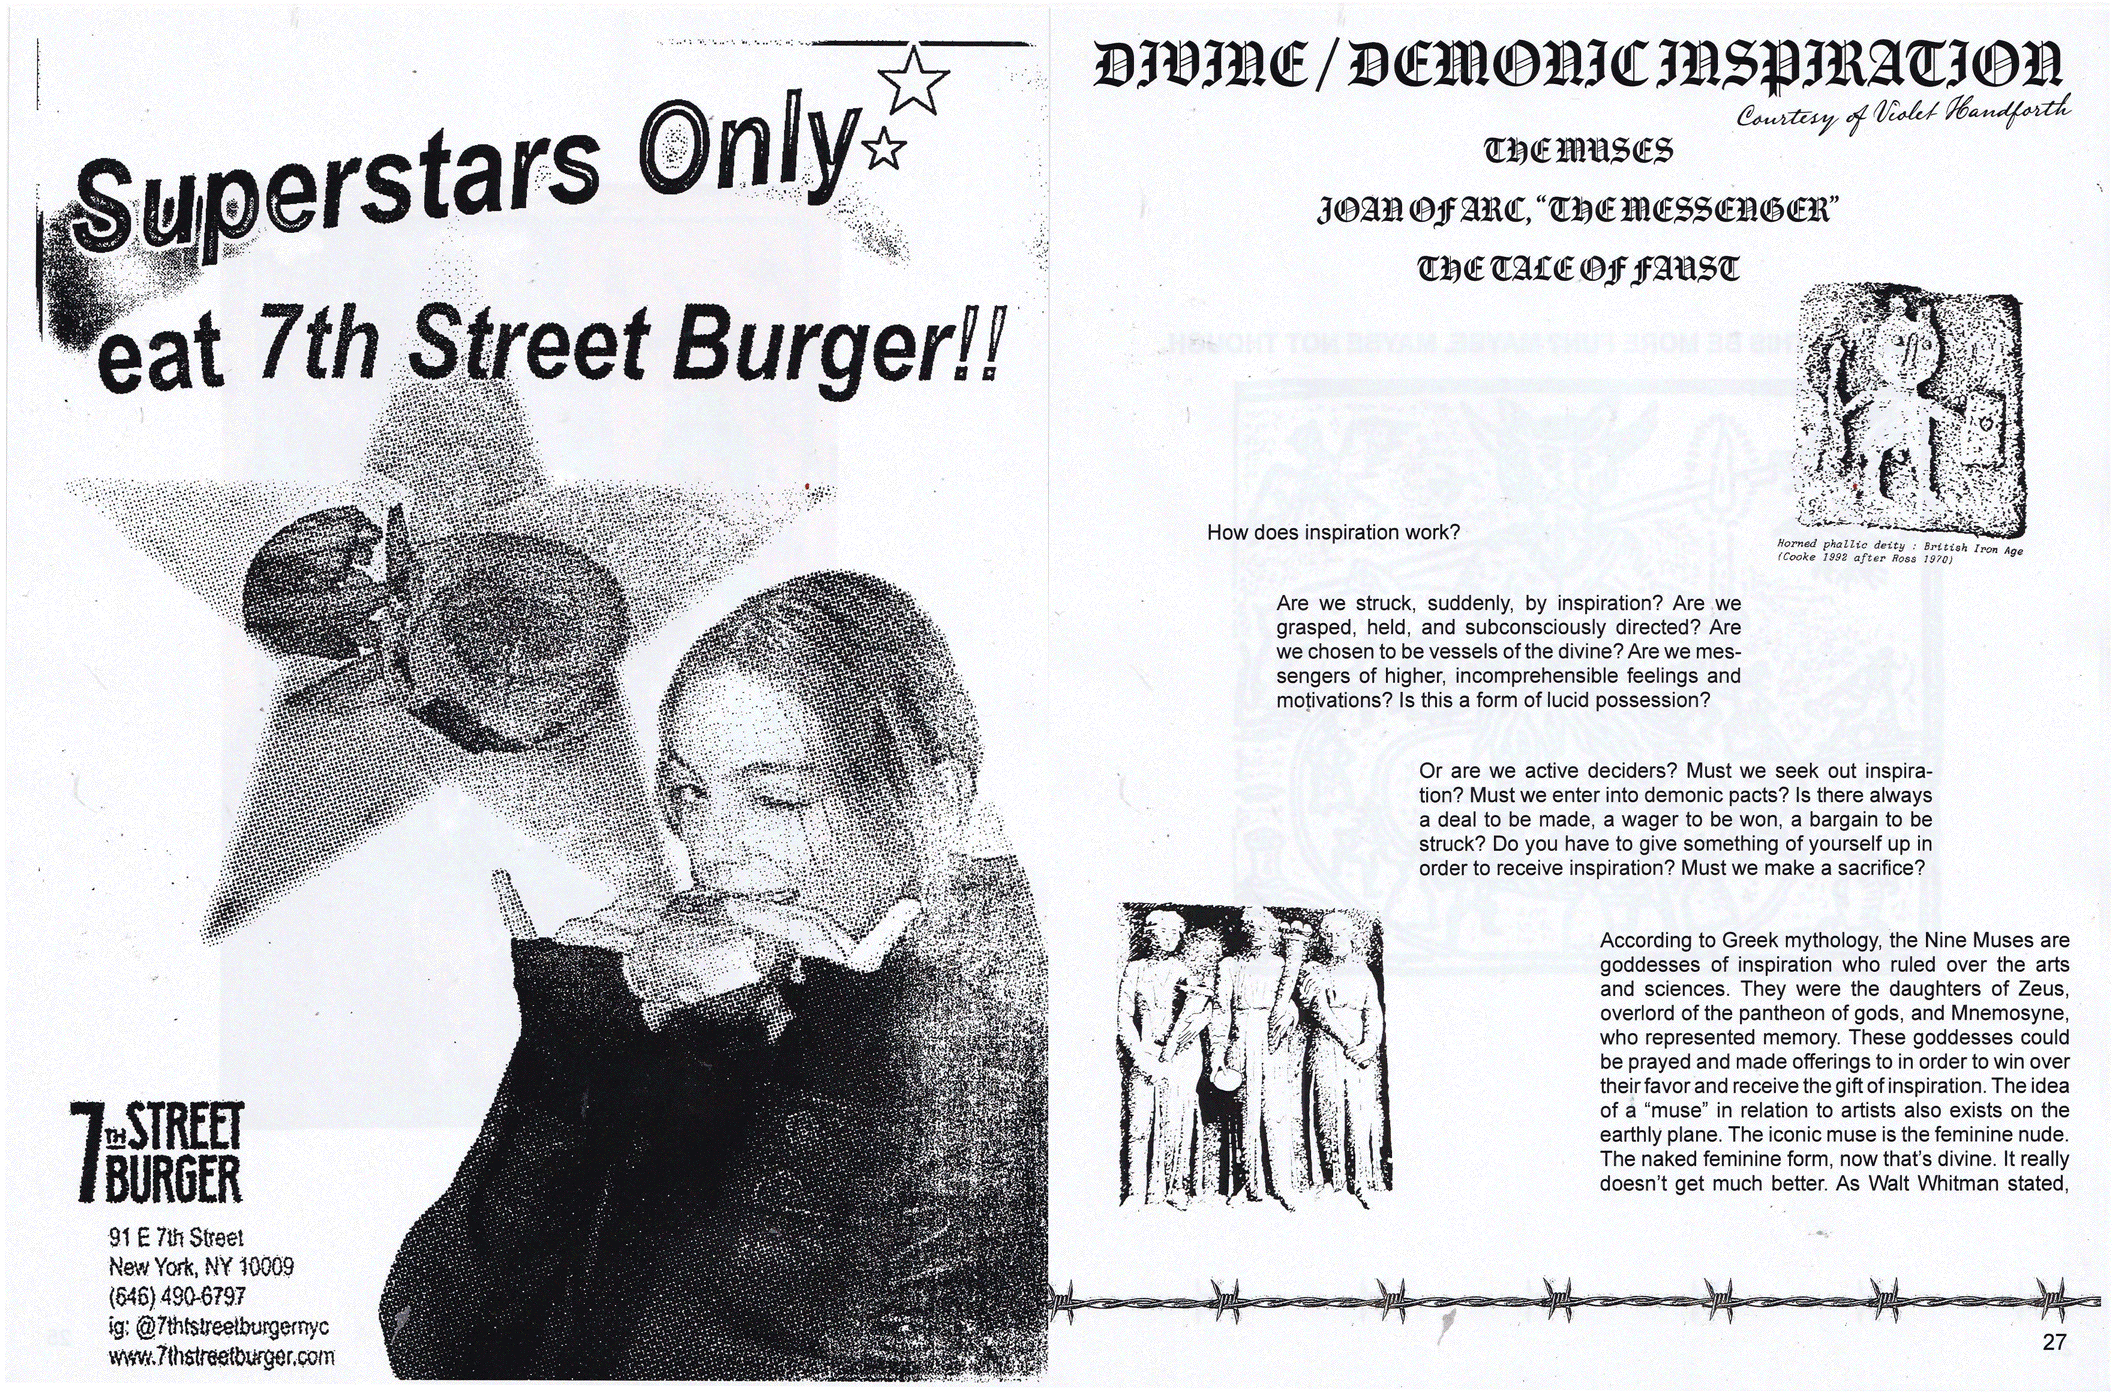 Superstars Only
eat 7th Street Burger!!
7TH STREET
BURGER
91 E 7th Street
New York, NY 10009
(646) 490-6797
ig: @7thtstreetburgernyc
www.7thstreetburger.com
DIVINE / DEMONIC INSPIRATION
Courtesy of Violet Handforth
THE MUSES
JOAN OF ARC, “THE MESSENGER”
THE TALE OF FAUST
Horned phallic deity : British Iron Age
(Cooke 1992 after Ross 1970)
How does inspiration work?
Are we struck, suddenly, by inspiration? Are we
grasped, held, and subconsciously directed? Are
we chosen to be vessels of the divine? Are we mes-
sengers of higher, incomprehensible feelings and
motivations? Is this a form of lucid possession?
Or are we active deciders? Must we seek out inspira-
tion? Must we enter into demonic pacts? Is there always
a deal to be made, a wager to be won, a bargain to be
struck? Do you have to give something of yourself up in
order to receive inspiration? Must we make a sacrifice?
According to Greek mythology, the Nine Muses are
goddesses of inspiration who ruled over the arts
and sciences. They were the daughters of Zeus,
overlord of the pantheon of gods, and Mnemosyne,
who represented memory. These goddesses could
be prayed and made offerings to in order to win over
their favor and receive the gift of inspiration. The idea
of a “muse” in relation to artists also exists on the
earthly plane. The iconic muse is the feminine nude.
The naked feminine form, now that’s divine. It really
doesn’t get much better. As Walt Whitman stated,
27